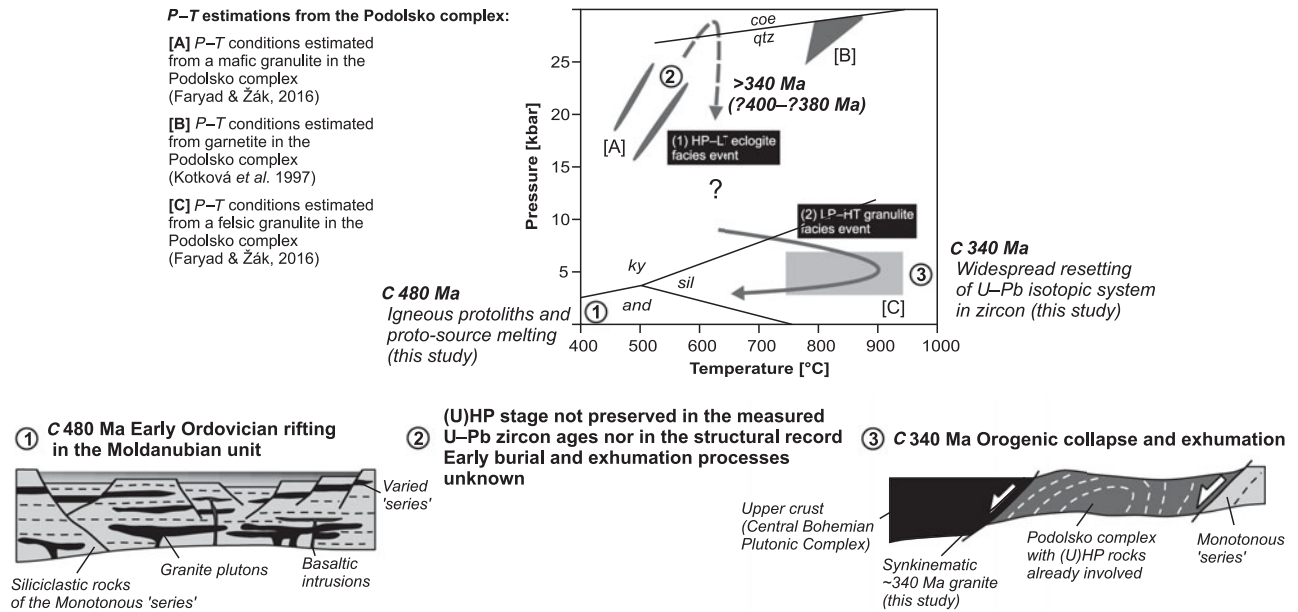 P–T estimations from the Podolsko complex:
[A] P–T conditions estimated
from a mafic granulite in the
Podolsko complex
(Faryad & Žák, 2016)
[B] P–T conditions estimated
from garnetite in the
Podolsko complex
(Kotková et al. 1997)
[C] P–T conditions estimated
from a felsic granulite in the
Podolsko complex
(Faryad & Žák, 2016)
Pressure [kbar]
25
20
15
10
5
400 500 600 700 800 900 1000
Temperature [°C]
coe
qtz
[A]
2
[B]
>340 Ma
(?400–?380 Ma)
(1) HP–LT eclogite
facies event
?
(2) LP–HT granulite
facies event
ky
sil
and
1
3
[C]
C 480 Ma
Igneous protoliths and
proto-source melting
(this study)
C 340 Ma
Widespread resetting
of U–Pb isotopic system
in zircon (this study)
1 C 480 Ma Early Ordovician rifting
in the Moldanubian unit
Varied
'series'
Siliciclastic rocks
of the Monotonous 'series'
Granite plutons
Basaltic
intrusions
2 (U)HP stage not preserved in the measured
U–Pb zircon ages nor in the structural record
Early burial and exhumation processes
unknown
3 C 340 Ma Orogenic collapse and exhumation
Upper crust
(Central Bohemian
Plutonic Complex)
Synkinematic
~340 Ma granite
(this study)
Podolsko complex
with (U)HP rocks
already involved
Monotonous
'series'